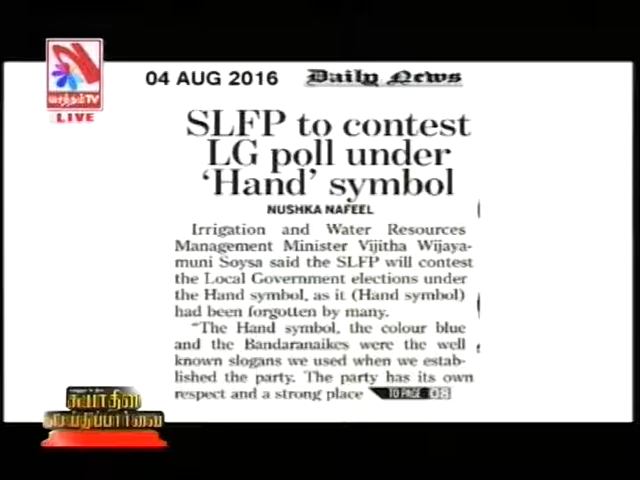 வசந்தம்TV
LIVE
04 AUG 2016 Daily News
SLFP to contest
LG poll under
‘Hand’ symbol
NUSHKA NAFEEL
Irrigation and Water Resources
Management Minister Vijitha Wijaya-
muni Soysa said the SLFP will contest
the Local Government elections under
the Hand symbol, as it (Hand symbol)
had been forgotten by many.
“The Hand symbol, the colour blue
and the Bandaranaikes were the well
known slogans we used when we estab-
lished the party. The party has its own
respect and a strong place TO PAGE 08
செய்திப்பார்வை